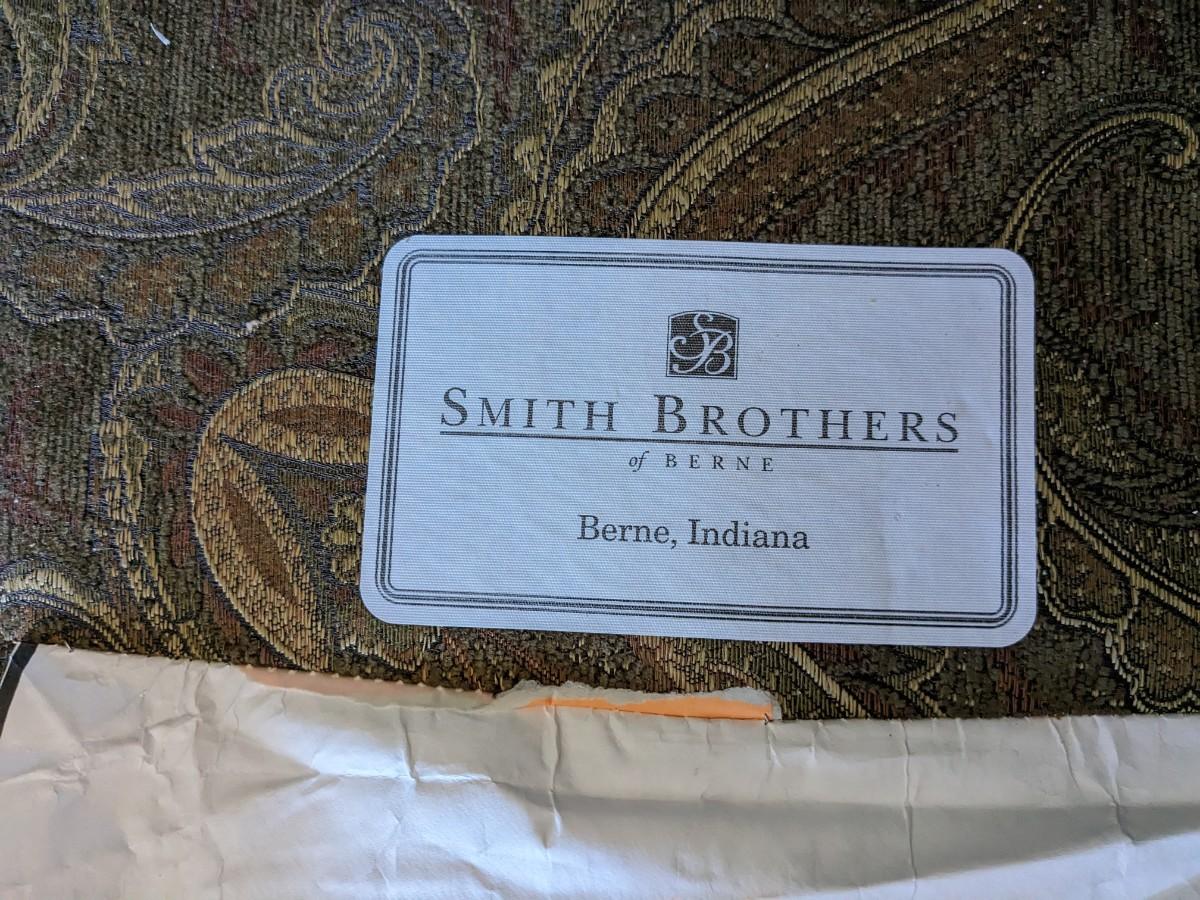 SB
SMITH BROTHERS
of BERNE
Berne, Indiana